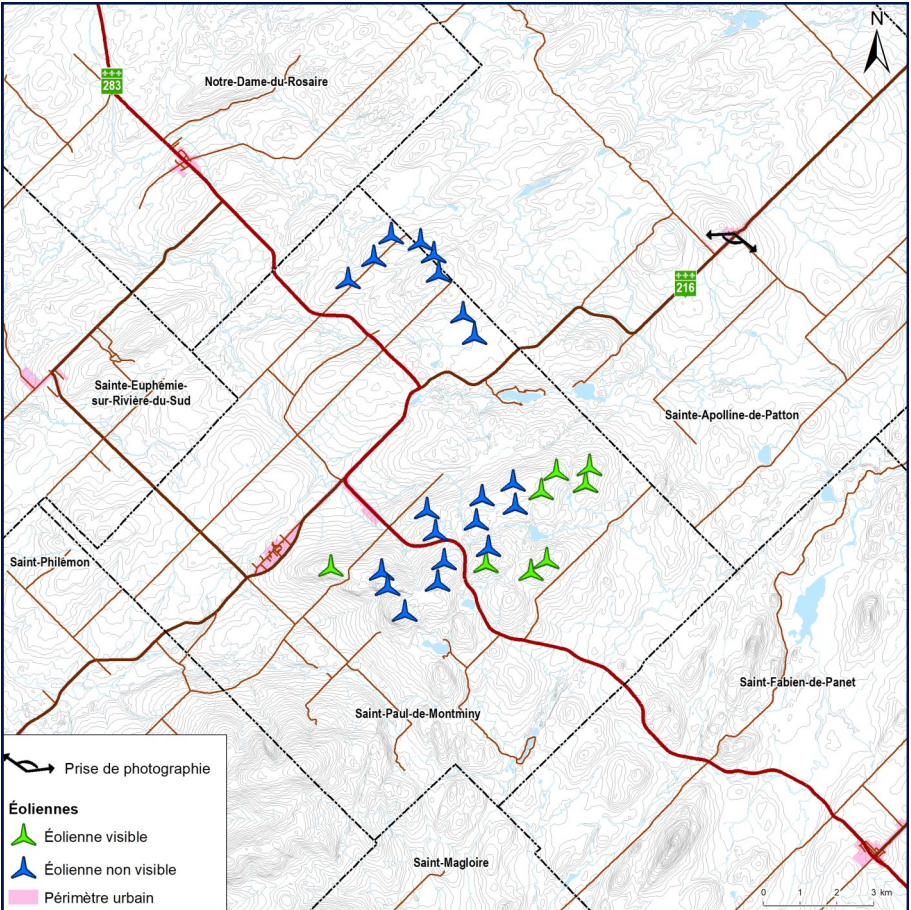 N
283
Notre-Dame-du-Rosaire
216
Sainte-Euphémie-
sur-Rivière-du-Sud
Sainte-Apolline-de-Patton
Saint-Philémon
Saint-Fabien-de-Panet
Saint-Paul-de-Montminy
Prise de photographie
Éoliennes
Éolienne visible
Éolienne non visible
Périmètre urbain
Saint-Magloire
0 1 2 3 km